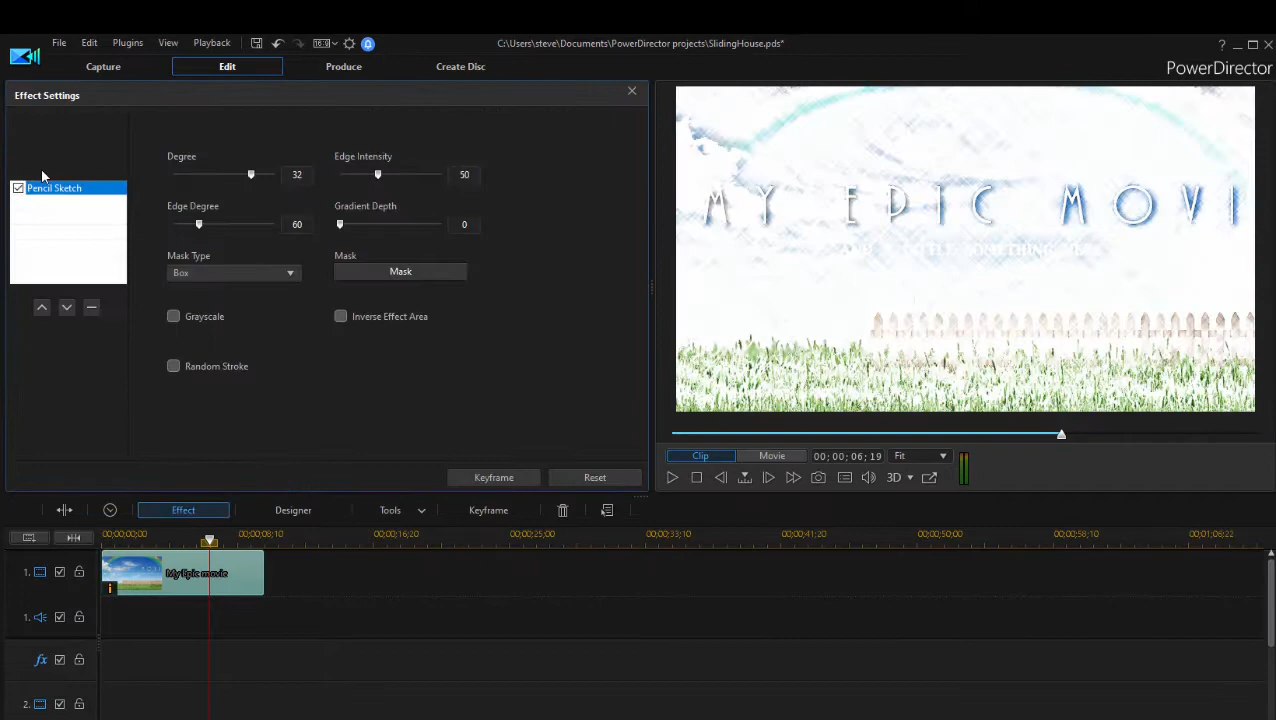 File Edit Plugins View Playback
C:\Users\steve\Documents\PowerDirector projects\SlidingHouse.pds*
?
Capture Edit Produce Create Disc
PowerDirector
Effect Settings
Pencil Sketch
Degree 32
Edge Intensity 50
Edge Degree 60
Gradient Depth 0
Mask Type
Box
Mask
Mask
Grayscale
Inverse Effect Area
Random Stroke
Keyframe Reset
MY EPIC MOVI
Clip Movie 00;00;06;19 Fit
3D
Effect Designer Tools Keyframe
00;00;00;00 00;00;08;10 00;00;16;20 00;00;25;00 00;00;33;10 00;00;41;20 00;00;50;00 00;00;58;10 00;01;06;22
1. My Epic movie
1.
fx
2.